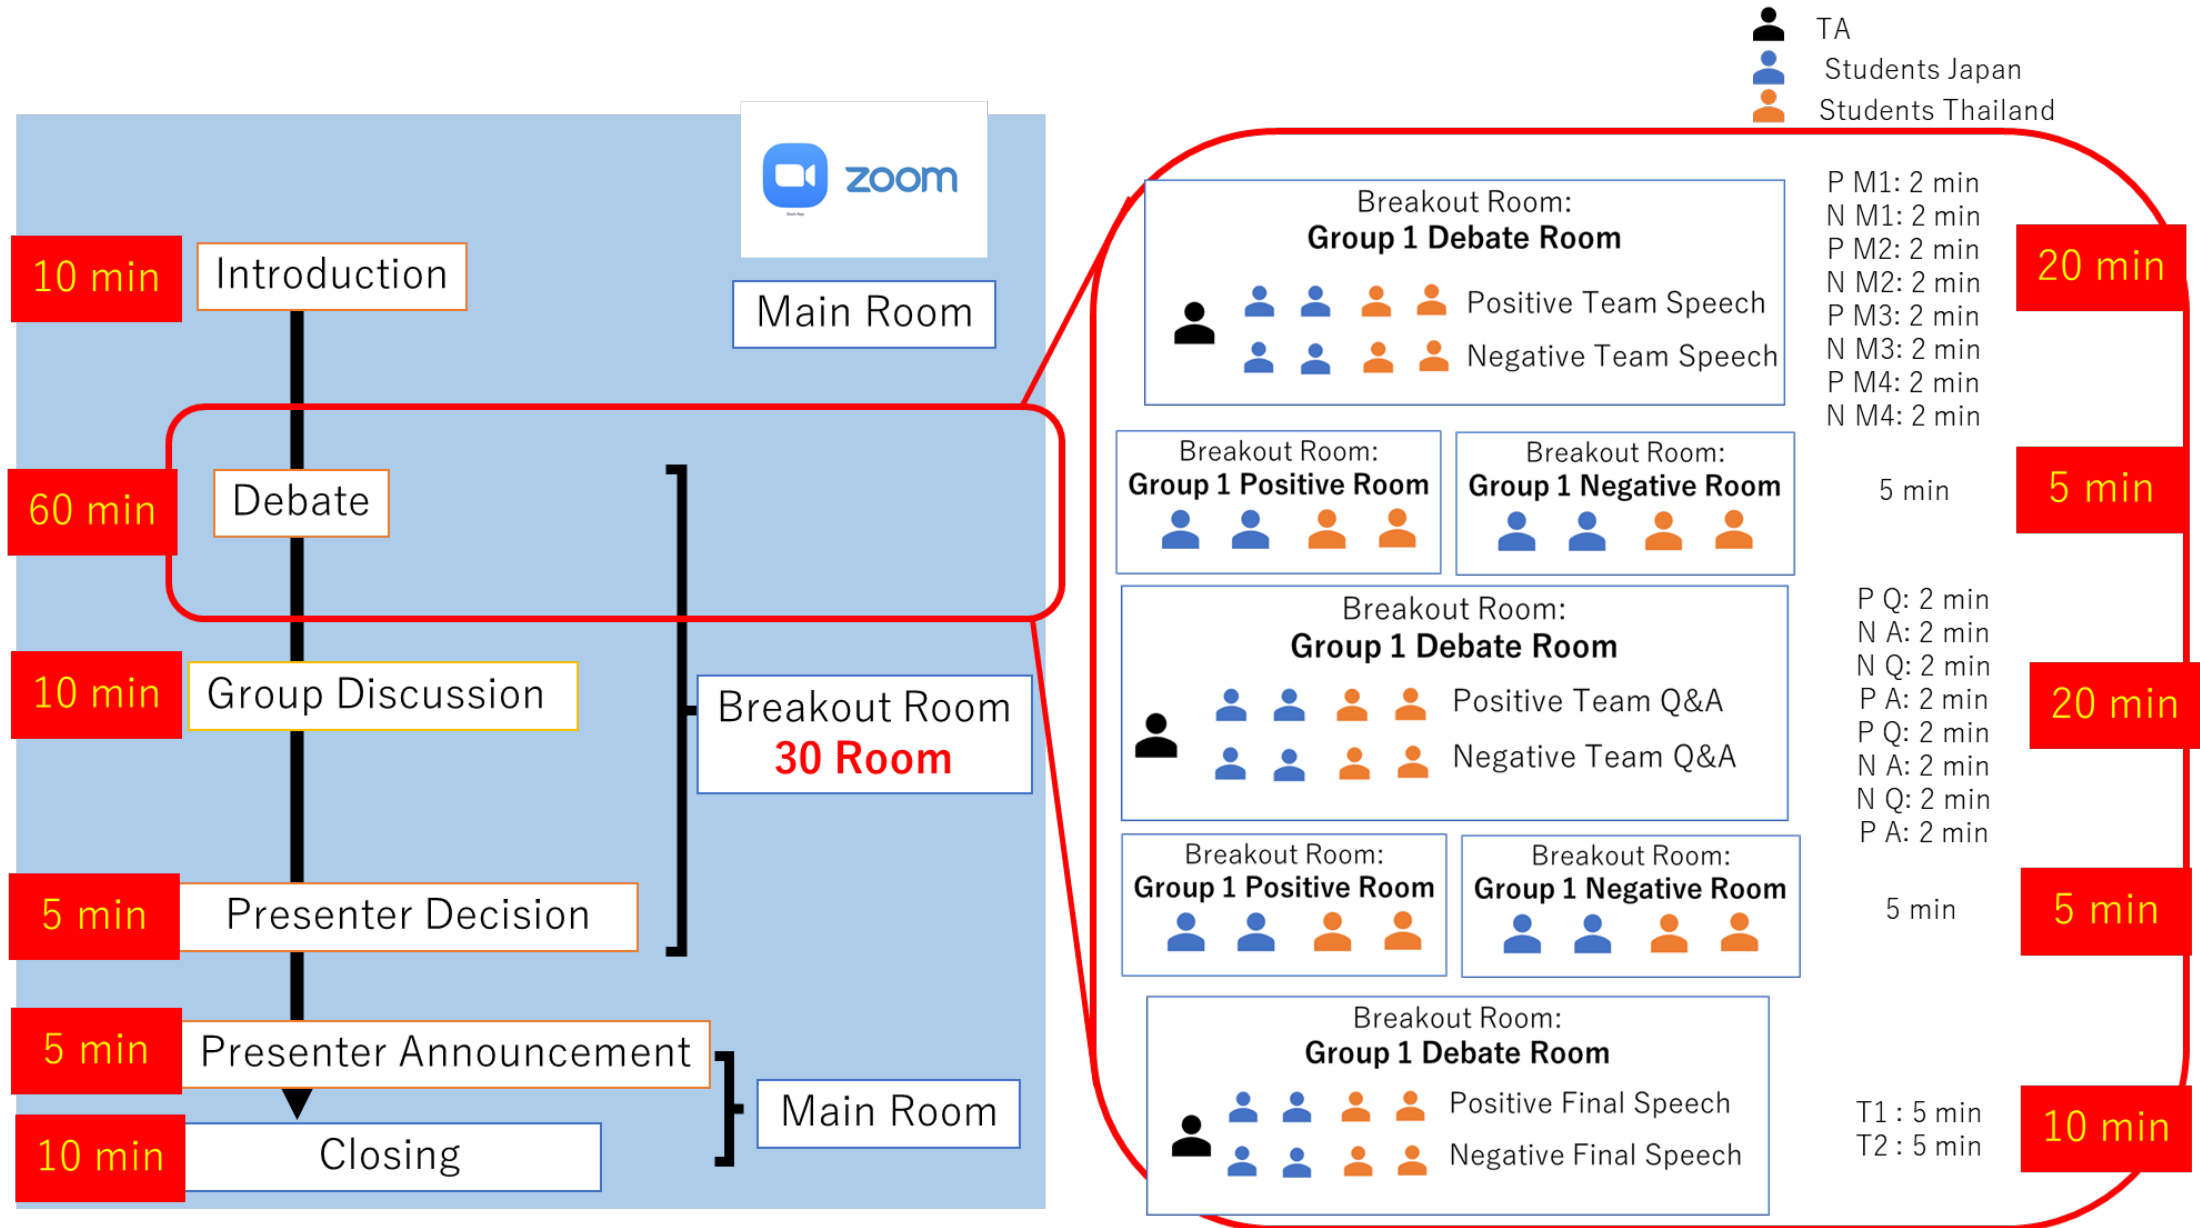 TA
Students Japan
Students Thailand
zoom
Main Room
10 min
Introduction
60 min
Debate
10 min
Group Discussion
Breakout Room
30 Room
5 min
Presenter Decision
5 min
Presenter Announcement
Main Room
10 min
Closing
Breakout Room:
Group 1 Debate Room
Positive Team Speech
Negative Team Speech
P M1: 2 min
N M1: 2 min
P M2: 2 min
N M2: 2 min
P M3: 2 min
N M3: 2 min
P M4: 2 min
N M4: 2 min
20 min
Breakout Room:
Group 1 Positive Room
Breakout Room:
Group 1 Negative Room
5 min
5 min
Breakout Room:
Group 1 Debate Room
Positive Team Q&A
Negative Team Q&A
P Q: 2 min
N A: 2 min
N Q: 2 min
P A: 2 min
P Q: 2 min
N A: 2 min
N Q: 2 min
P A: 2 min
20 min
Breakout Room:
Group 1 Positive Room
Breakout Room:
Group 1 Negative Room
5 min
5 min
Breakout Room:
Group 1 Debate Room
Positive Final Speech
Negative Final Speech
T1 : 5 min
T2 : 5 min
10 min